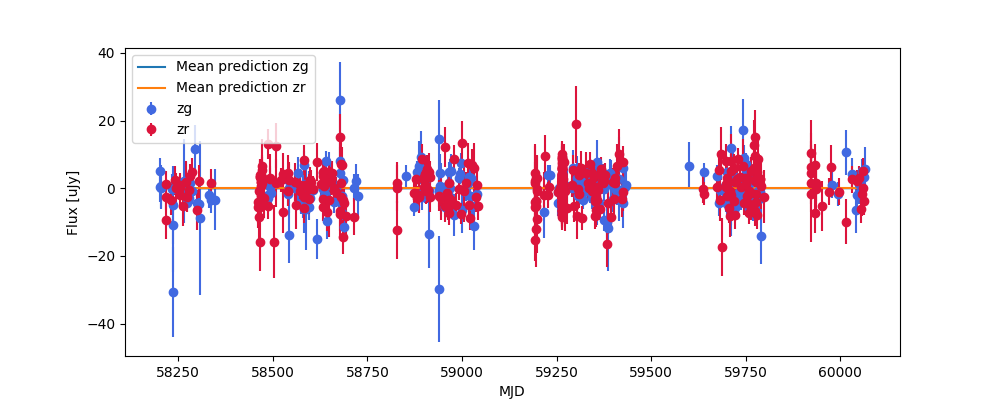 Mean prediction zg
Mean prediction zr
zg
zr
40
20
0
−20
−40
Flux [uJy]
58250
58500
58750
59000
59250
59500
59750
60000
MJD